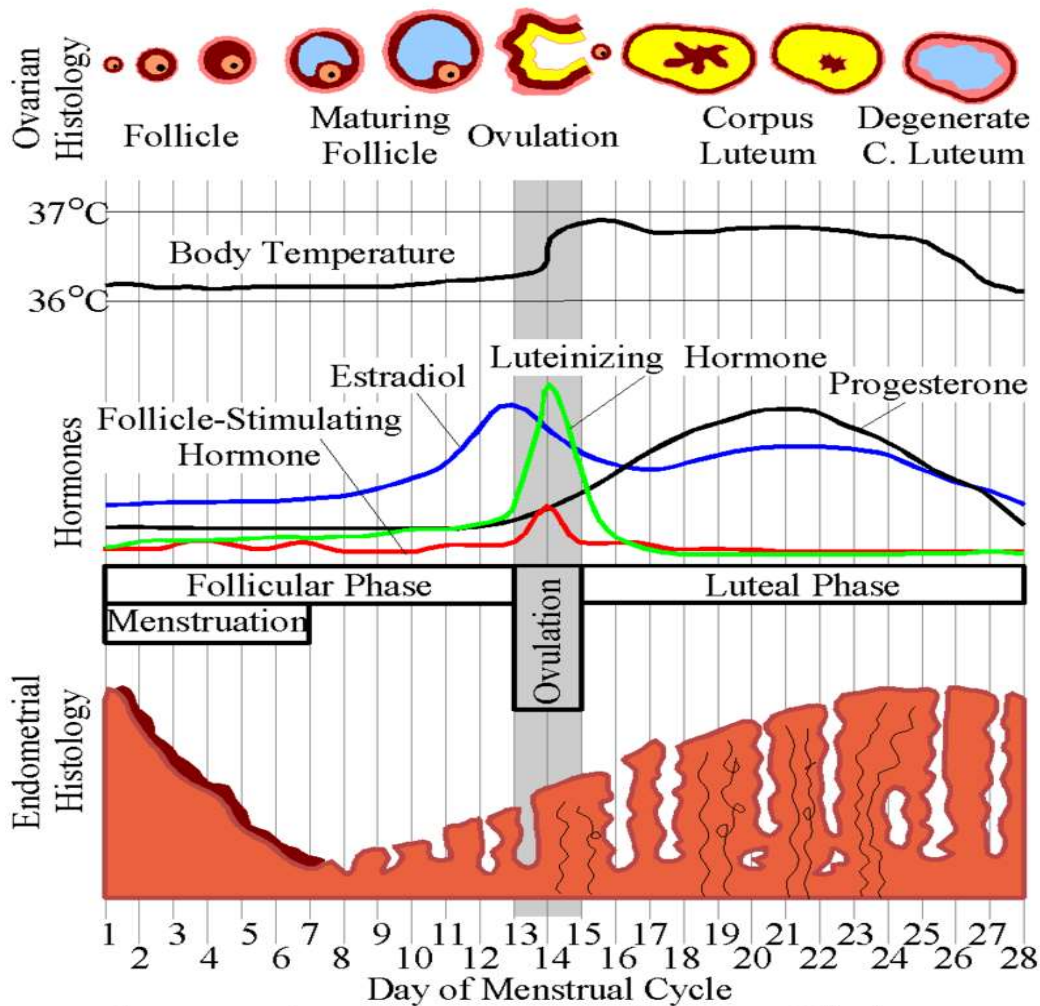 Ovarian
Histology
Follicle
Maturing
Follicle
Ovulation
Corpus
Luteum
Degenerate
C. Luteum
37°C
Body Temperature
36°C
Hormones
Estradiol
Luteinizing Hormone
Progesterone
Follicle-Stimulating
Hormone
Follicular Phase
Ovulation
Luteal Phase
Menstruation
Endometrial
Histology
1 3 5 7 9 11 13 15 17 19 21 23 25 27
2 4 6 8 10 12 14 16 18 20 22 24 26 28
Day of Menstrual Cycle